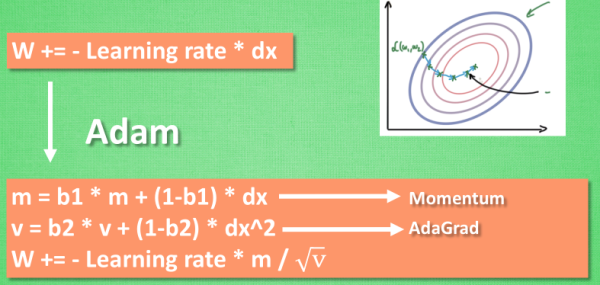 W += - Learning rate * dx
Adam
m = b1 * m + (1-b1) * dx
Momentum
v = b2 * v + (1-b2) * dx^2
AdaGrad
W += - Learning rate * m / √v